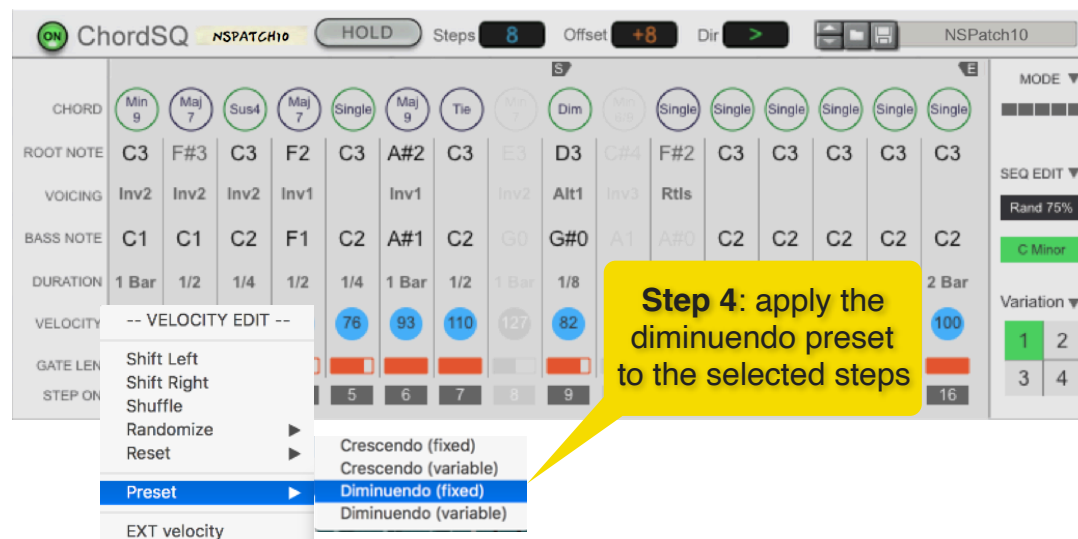 ON ChordSQ NSPATCH10 HOLD Steps 8 Offset +8 Dir > NSPatch10
S E
MODE
CHORD Min 9 Maj 7 Sus4 Maj 7 Single Maj 9 Tie Min 7 Dim Min Single Single Single Single Single Single
ROOT NOTE C3 F#3 C3 F2 C3 A#2 C3 E3 D3 C#4 F#2 C3 C3 C3 C3 C3
SEQ EDIT
VOICING Inv2 Inv2 Inv2 Inv1 Inv1 Inv2 Alt1 Inv3 Rtls
Rand 75%
BASS NOTE C1 C1 C2 F1 C2 A#1 C2 G0 G#0 A1 A#0 C2 C2 C2 C2 C2
C Minor
DURATION 1 Bar 1/2 1/4 1/2 1/4 1 Bar 1/2 1 Bar 1/8 2 Bar
Variation
VELOCITY 76 93 110 127 82 100
1 2
GATE LEN
3 4
STEP ON 5 6 7 8 9 16
-- VELOCITY EDIT --
Shift Left
Shift Right
Shuffle
Randomize
Reset
Preset
EXT velocity
Crescendo (fixed)
Crescendo (variable)
Diminuendo (fixed)
Diminuendo (variable)
Step 4: apply the
diminuendo preset
to the selected steps